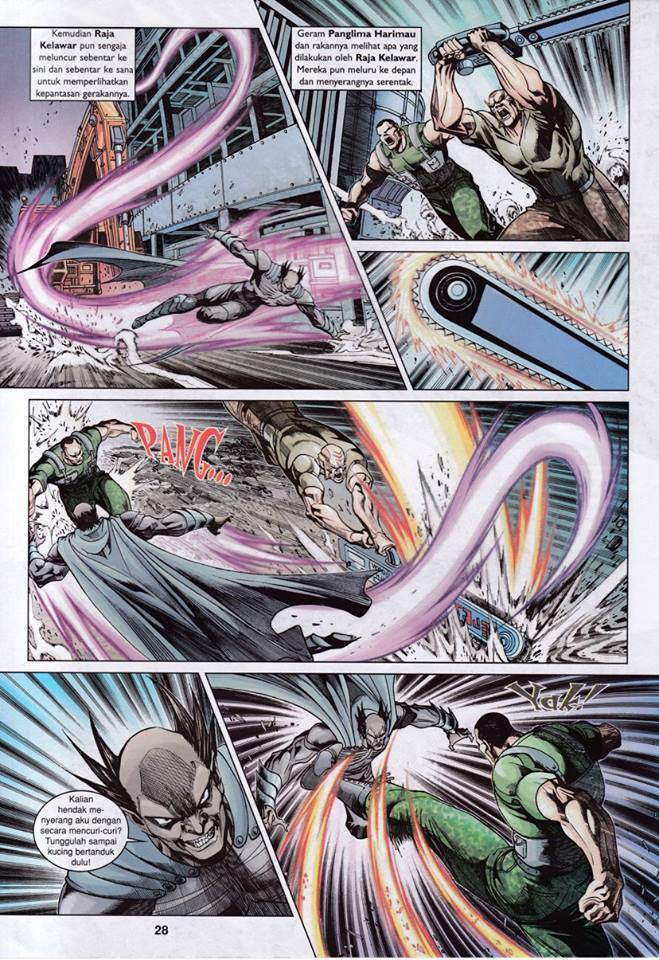 Kemudian Raja
Kelawar pun sengaja
meluncur sebentar ke
sini dan sebentar ke sana
untuk memperlihatkan
kepantasan gerakannya.
Geram Panglima Harimau
dan rakannya melihat apa yang
dilakukan oleh Raja Kelawar.
Mereka pun meluru ke depan
dan menyerangnya serentak.
PANG...
Kalian
hendak me-
nyerang aku dengan
secara mencuri-curi?
Tunggulah sampai
kucing bertanduk
dulu!
Yak!
28